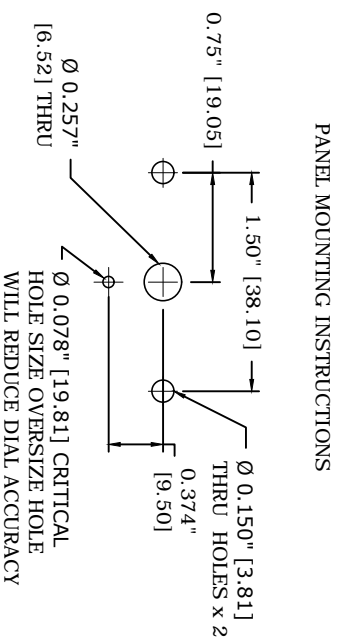 PANEL MOUNTING INSTRUCTIONS
1.50" [38.10]
0.75" [19.05]
Ø 0.150" [3.81]
THRU HOLES x 2
0.374"
[9.50]
Ø 0.257"
[6.52] THRU
Ø 0.078" [19.81] CRITICAL
HOLE SIZE OVERSIZE HOLE
WILL REDUCE DIAL ACCURACY